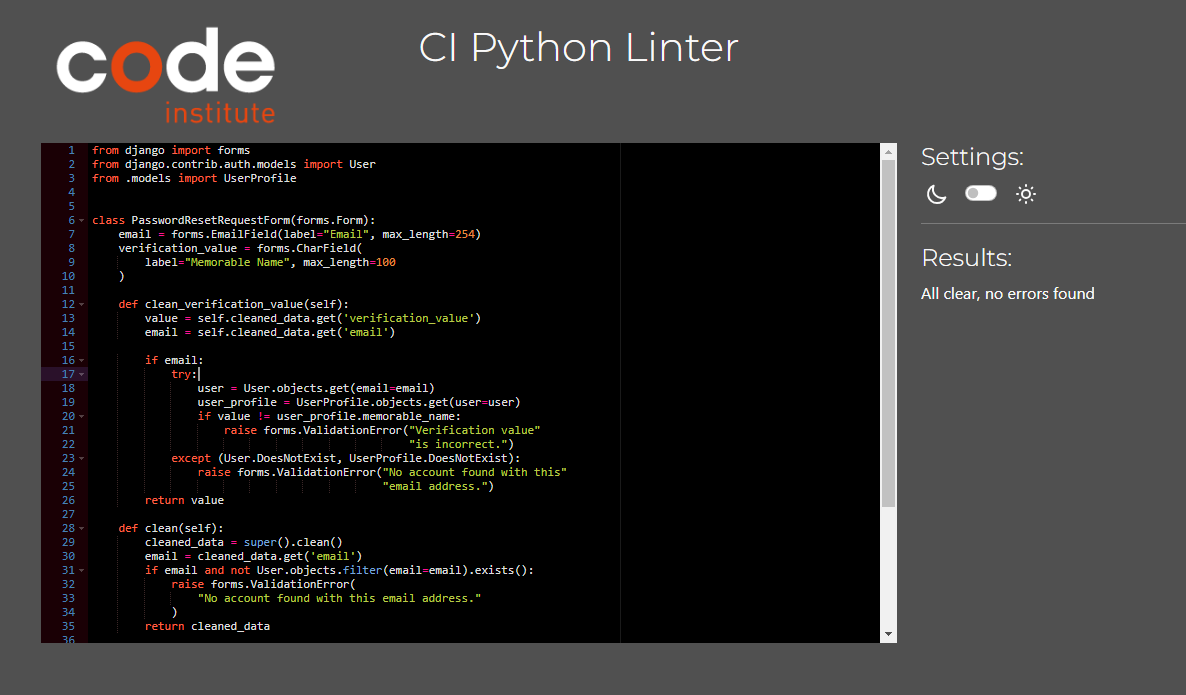 code
institute
CI Python Linter
1 from django import forms
2 from django.contrib.auth.models import User
3 from .models import UserProfile
4
5
6 class PasswordResetRequestForm(forms.Form):
7     email = forms.EmailField(label="Email", max_length=254)
8     verification_value = forms.CharField(
9         label="Memorable Name", max_length=100
10     )
11
12     def clean_verification_value(self):
13         value = self.cleaned_data.get('verification_value')
14         email = self.cleaned_data.get('email')
15
16         if email:
17             try:
18                 user = User.objects.get(email=email)
19                 user_profile = UserProfile.objects.get(user=user)
20                 if value != user_profile.memorable_name:
21                     raise forms.ValidationError("Verification value"
22                                                 "is incorrect.")
23             except (User.DoesNotExist, UserProfile.DoesNotExist):
24                 raise forms.ValidationError("No account found with this"
25                                             "email address.")
26         return value
27
28     def clean(self):
29         cleaned_data = super().clean()
30         email = cleaned_data.get('email')
31         if email and not User.objects.filter(email=email).exists():
32             raise forms.ValidationError(
33                 "No account found with this email address."
34             )
35         return cleaned_data
36
Settings:
Results:
All clear, no errors found